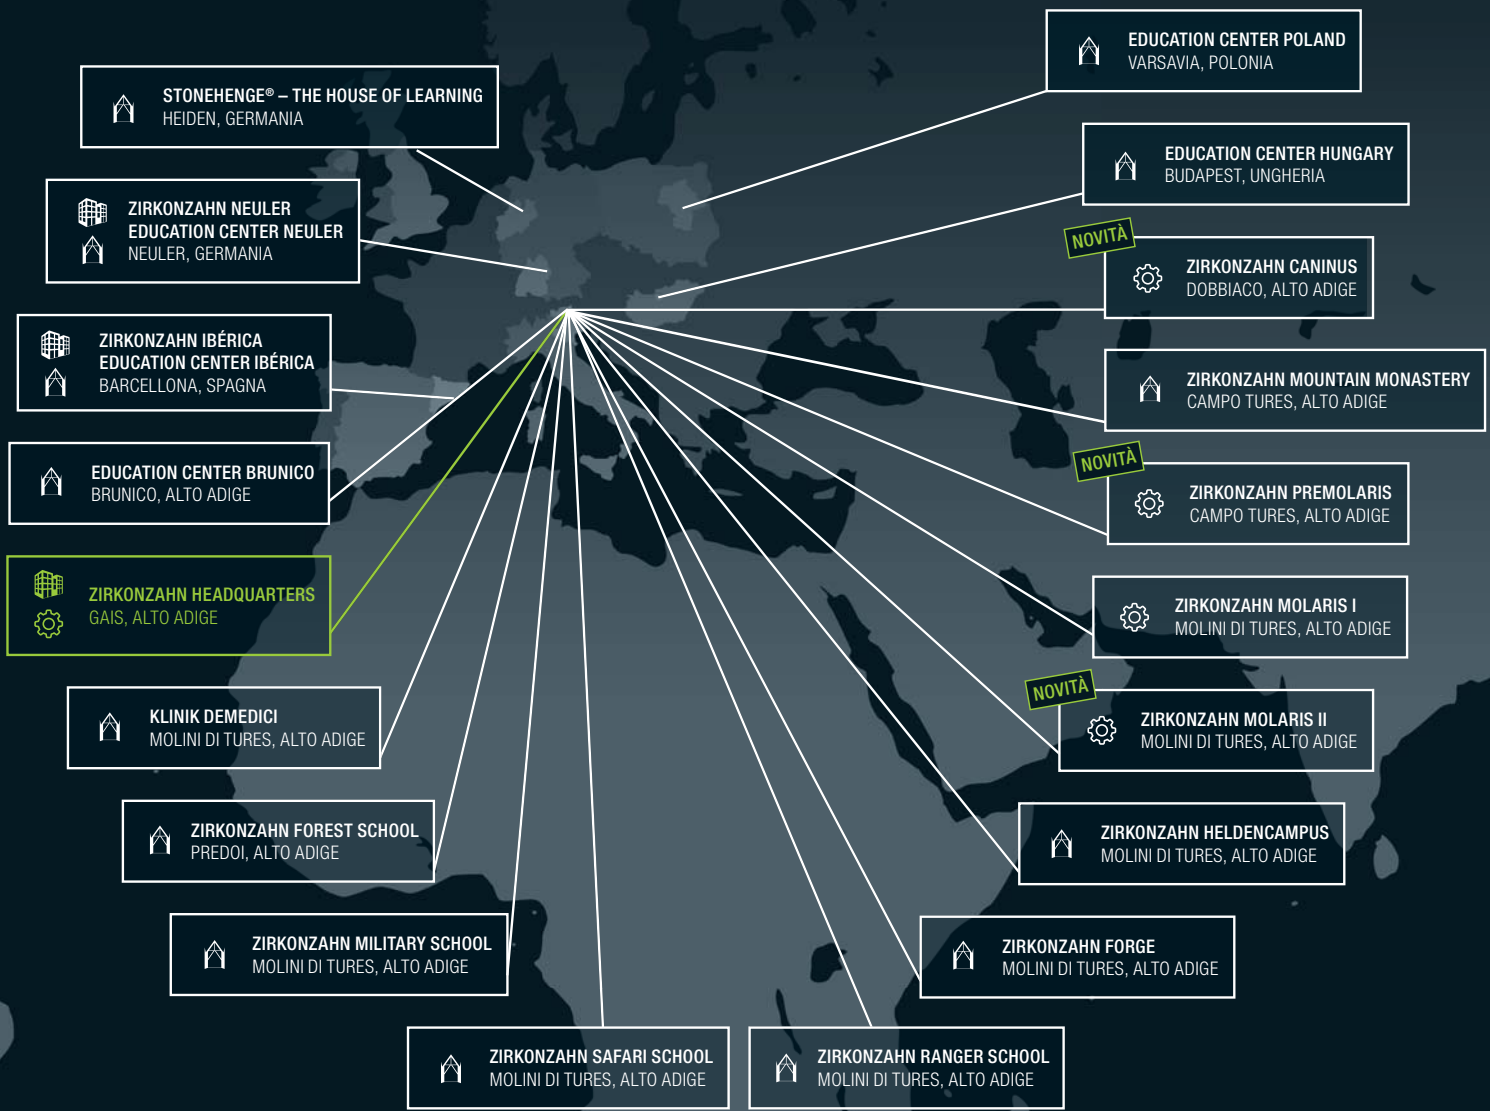 STONEHENGE® – THE HOUSE OF LEARNING
HEIDEN, GERMANIA
ZIRKONZAHN NEULER
EDUCATION CENTER NEULER
NEULER, GERMANIA
ZIRKONZAHN IBÉRICA
EDUCATION CENTER IBÉRICA
BARCELLONA, SPAGNA
EDUCATION CENTER BRUNICO
BRUNICO, ALTO ADIGE
ZIRKONZAHN HEADQUARTERS
GAIS, ALTO ADIGE
KLINIK DEMEDICI
MOLINI DI TURES, ALTO ADIGE
ZIRKONZAHN FOREST SCHOOL
PREDOI, ALTO ADIGE
ZIRKONZAHN MILITARY SCHOOL
MOLINI DI TURES, ALTO ADIGE
ZIRKONZAHN SAFARI SCHOOL
MOLINI DI TURES, ALTO ADIGE
EDUCATION CENTER POLAND
VARSAVIA, POLONIA
EDUCATION CENTER HUNGARY
BUDAPEST, UNGHERIA
NOVITÀ
ZIRKONZAHN CANINUS
DOBBIACO, ALTO ADIGE
ZIRKONZAHN MOUNTAIN MONASTERY
CAMPO TURES, ALTO ADIGE
NOVITÀ
ZIRKONZAHN PREMOLARIS
CAMPO TURES, ALTO ADIGE
ZIRKONZAHN MOLARIS I
MOLINI DI TURES, ALTO ADIGE
NOVITÀ
ZIRKONZAHN MOLARIS II
MOLINI DI TURES, ALTO ADIGE
ZIRKONZAHN HELDENCAMPUS
MOLINI DI TURES, ALTO ADIGE
ZIRKONZAHN FORGE
MOLINI DI TURES, ALTO ADIGE
ZIRKONZAHN RANGER SCHOOL
MOLINI DI TURES, ALTO ADIGE